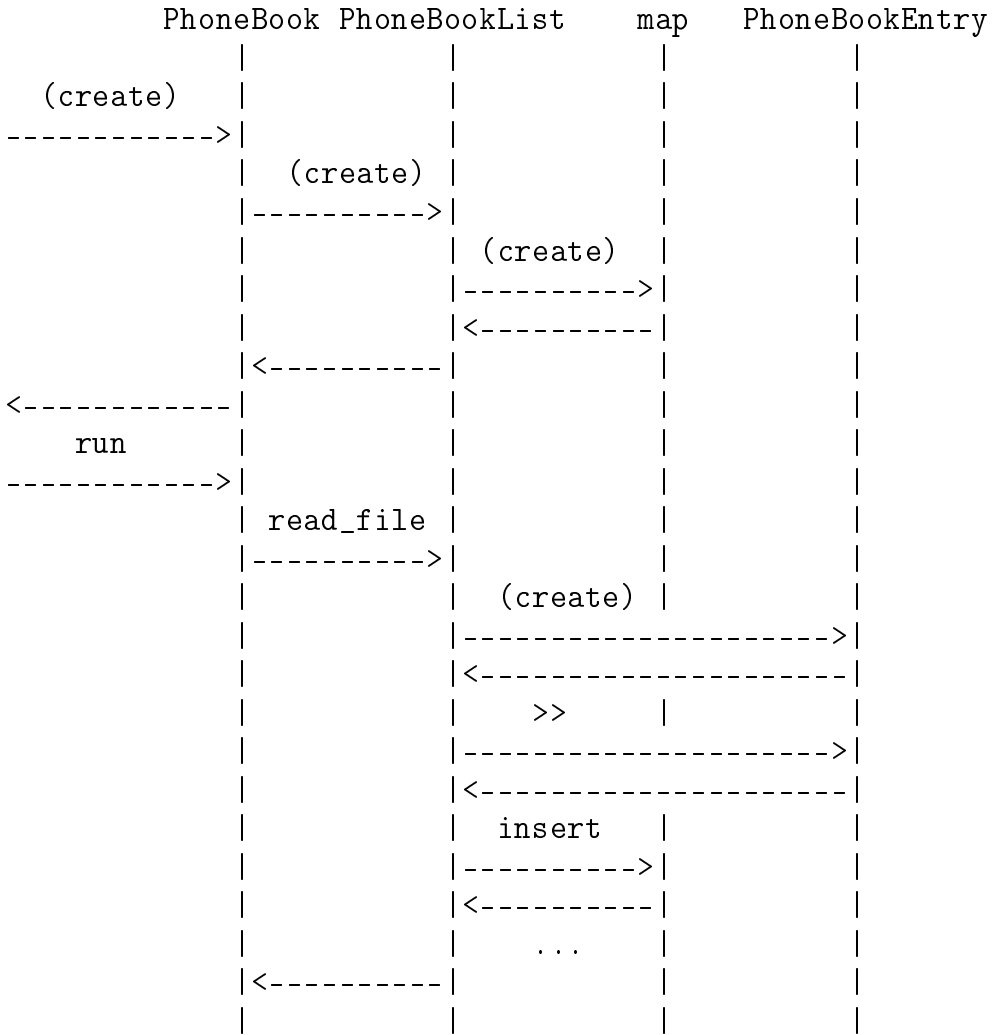 PhoneBook PhoneBookList map PhoneBookEntry
(create)
(create)
(create)
run
read_file
(create)
>>
insert
...